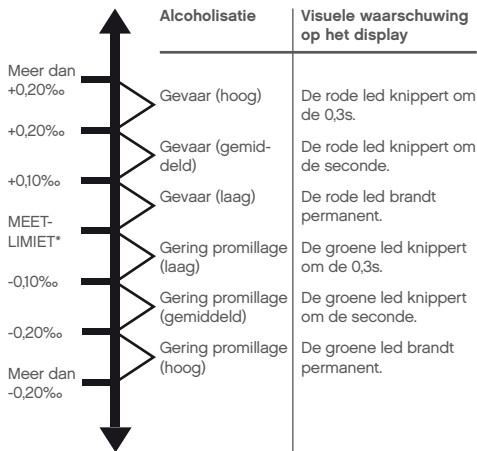 Alcoholisatie
Visuele waarschuwing
op het display
Meer dan
+0,20‰
Gevaar (hoog)
De rode led knippert om
de 0,3s.
+0,20‰
Gevaar (gemid-
deld)
De rode led knippert om
de seconde.
+0,10‰
Gevaar (laag)
De rode led brandt
permanent.
MEET-
LIMIET*
Gering promillage
(laag)
De groene led knippert
om de 0,3s.
-0,10‰
Gering promillage
(gemiddeld)
De groene led knippert
om de seconde.
-0,20‰
Gering promillage
(hoog)
De groene led brandt
permanent.
Meer dan
-0,20‰